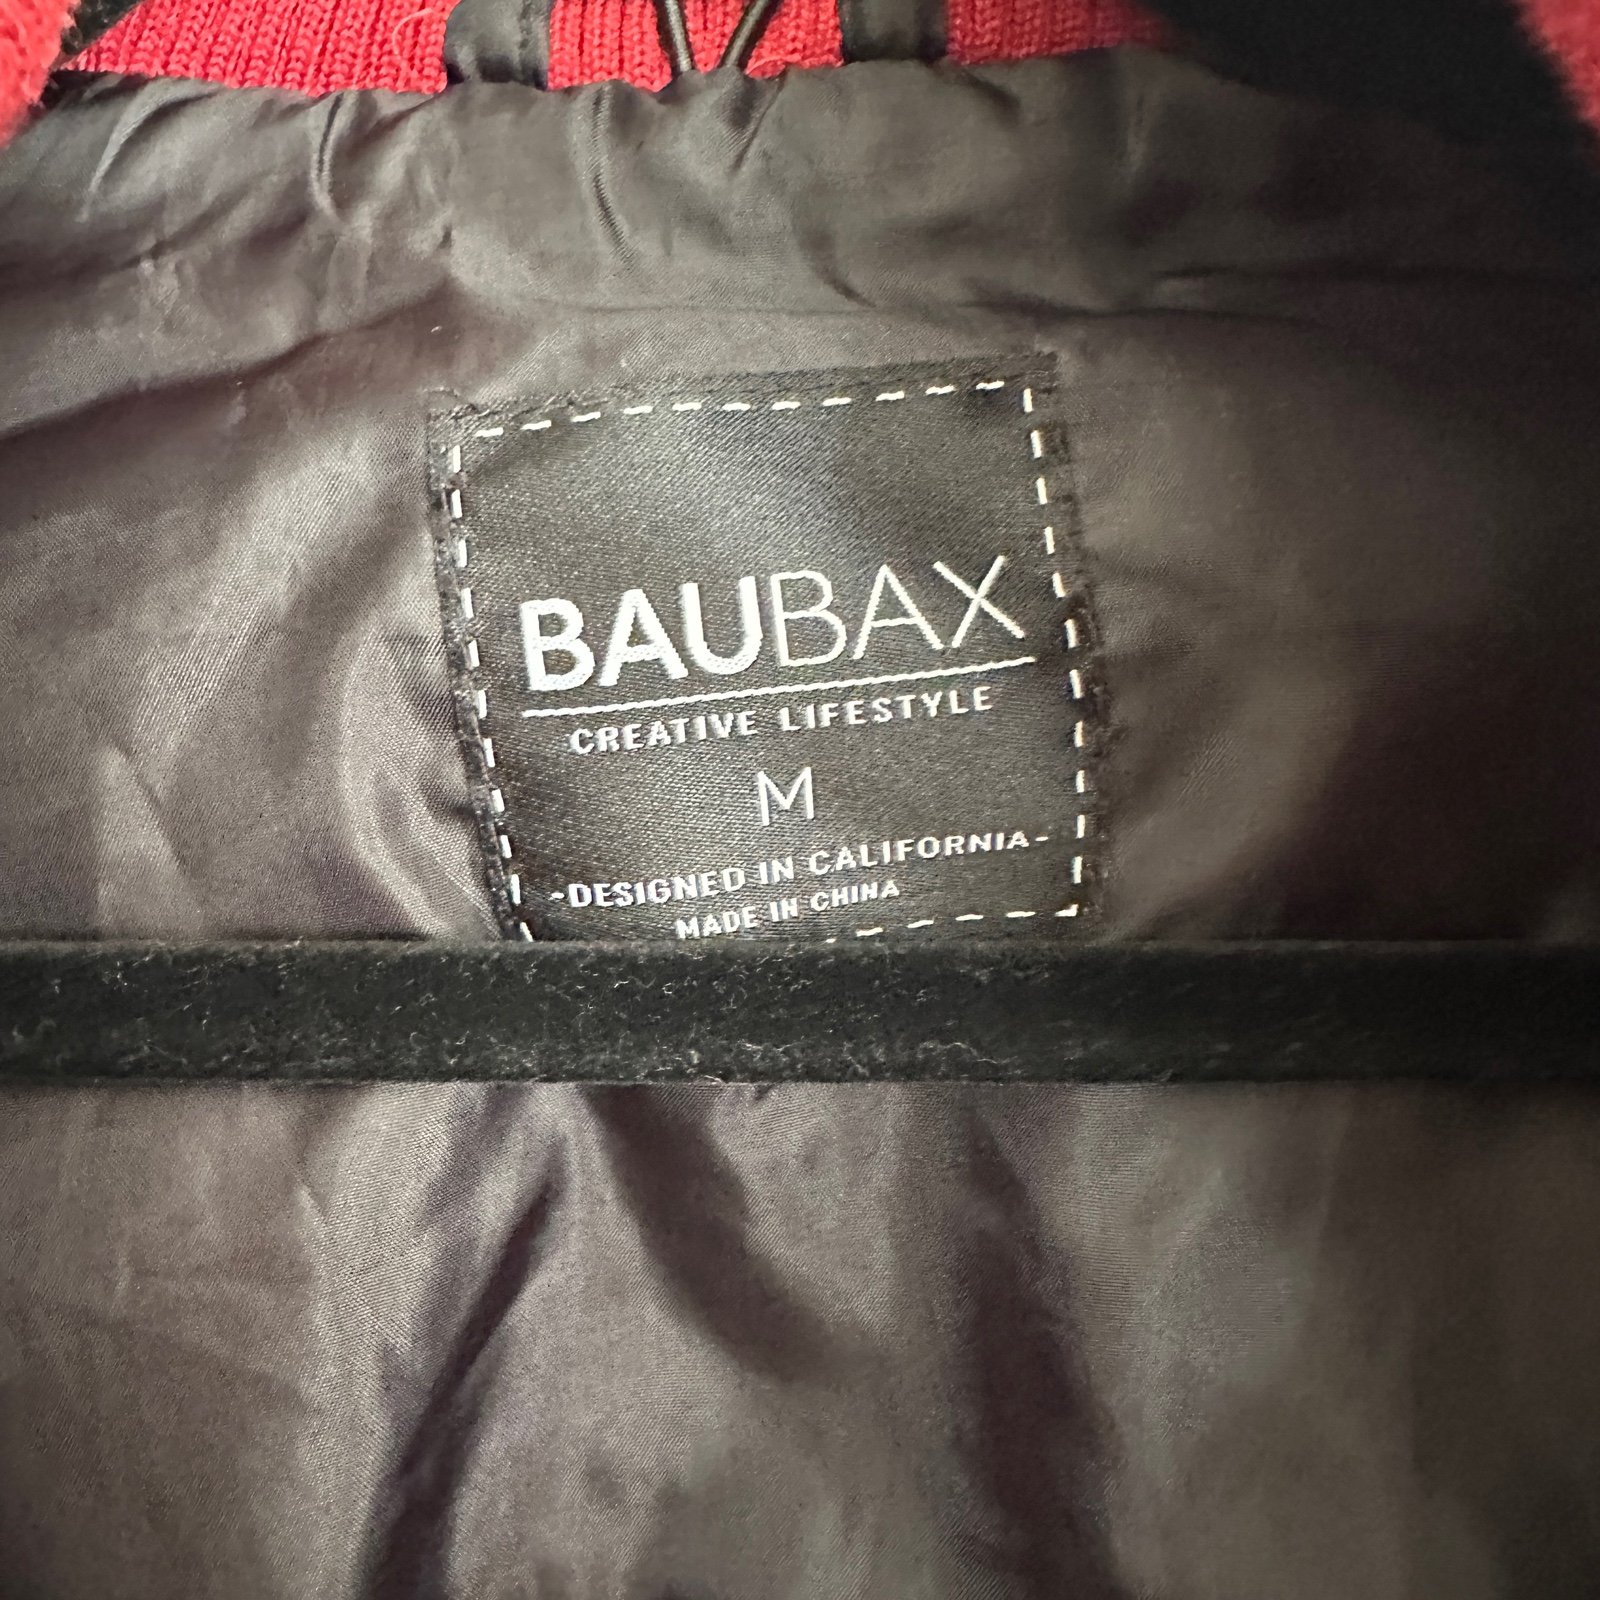 BAUBAX
CREATIVE LIFESTYLE
M
-DESIGNED IN CALIFORNIA-
MADE IN CHINA